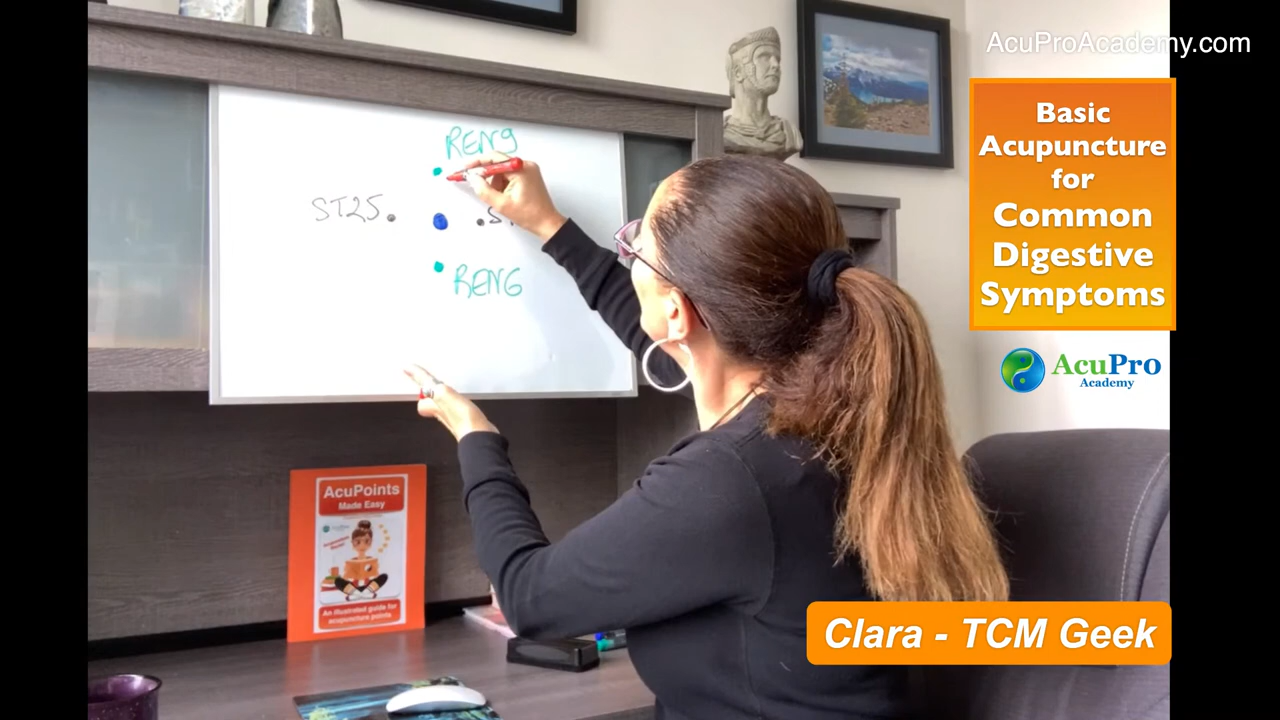 AcuProAcademy.com
Basic
Acupuncture
for
Common
Digestive
Symptoms
AcuPro
Academy
REN9
ST25.
REN6
AcuPoints
Made Easy
An illustrated guide for
acupuncture points
Clara - TCM Geek